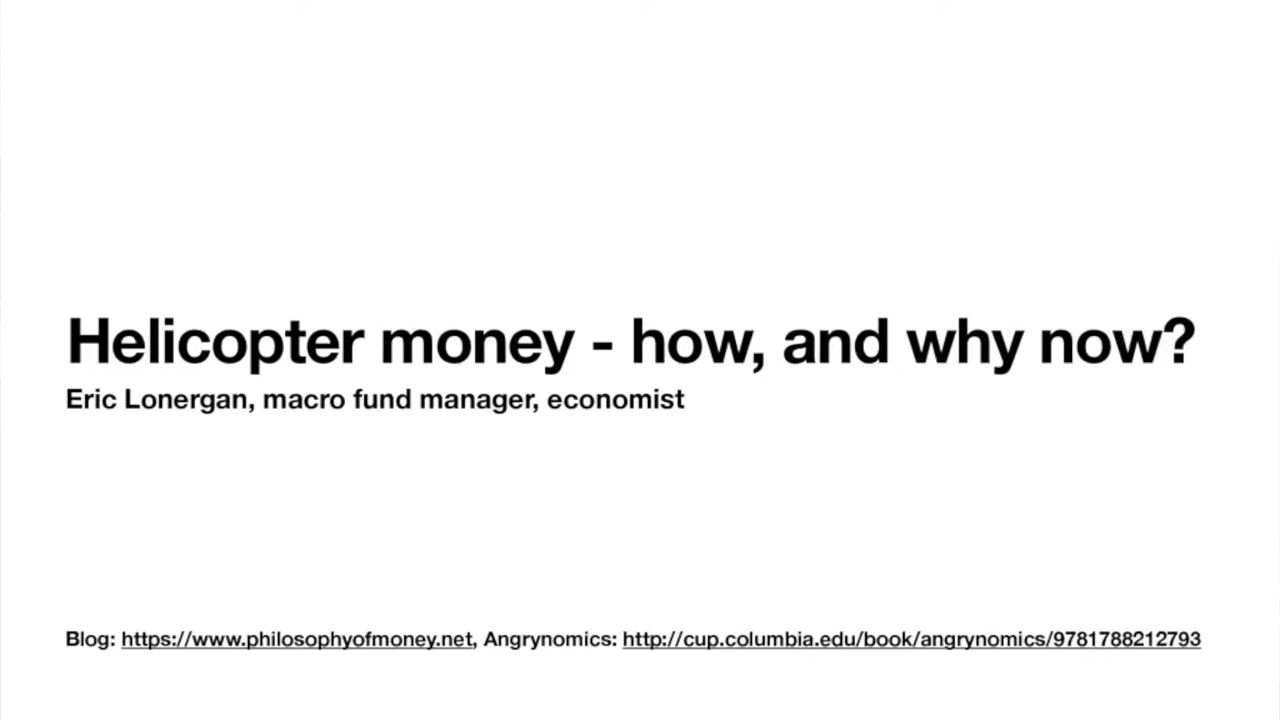 Helicopter money - how, and why now?
Eric Lonergan, macro fund manager, economist
Blog: https://www.philosophyofmoney.net, Angrynomics: http://cup.columbia.edu/book/angrynomics/9781788212793